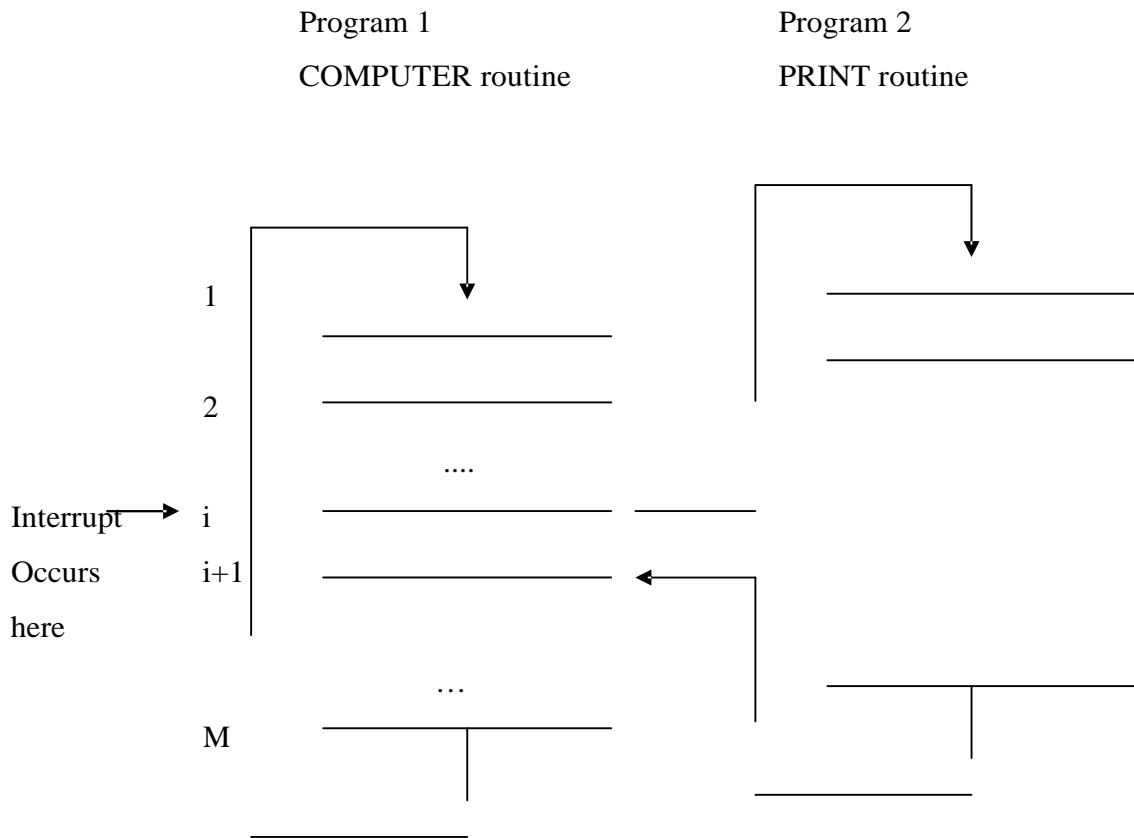 Program 1
COMPUTER routine
Program 2
PRINT routine
1
2
....
Interrupt
Occurs
here
i
i+1
...
M